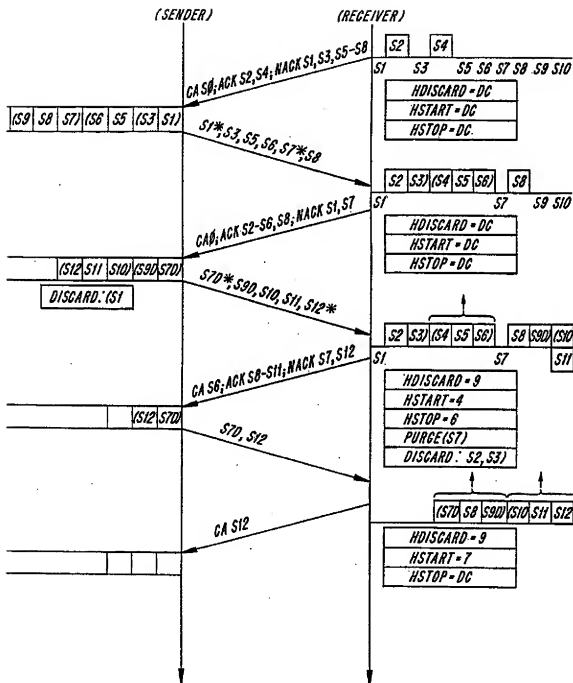 (SENDER) (RECEIVER)
S2 S4
S1 S3 S5 S6 S7 S8 S9 S10
CA SØ; ACK S2, S4; NACK S1, S3, S5-S8
HDISCARD = DC
HSTART = DC
HSTOP = DC.
(S9 S8 S7) (S6 S5 (S3 S1)
S1*, S3, S5, S6, S7*, S8
S2 S3) (S4 S5 S6) S8
S1 S7 S9 S10
CAØ; ACK S2-S6, S8; NACK S1, S7
HDISCARD = DC
HSTART = DC
HSTOP = DC
(S12 S11 S10) (S9D S7D)
DISCARD: (S1
S7D*, S9D, S10, S11, S12*
S2 S3) (S4 S5 S6) S8 S9D) (S10
S1 S7 S11
CA S6; ACK S8-S11; NACK S7, S12
HDISCARD = 9
HSTART = 4
HSTOP = 6
PURGE (S7)
DISCARD: S2, S3)
(S12 S7D)
S7D, S12
(S7D S8 S9D) (S10 S11 S12
CA S12
HDISCARD = 9
HSTART = 7
HSTOP = DC